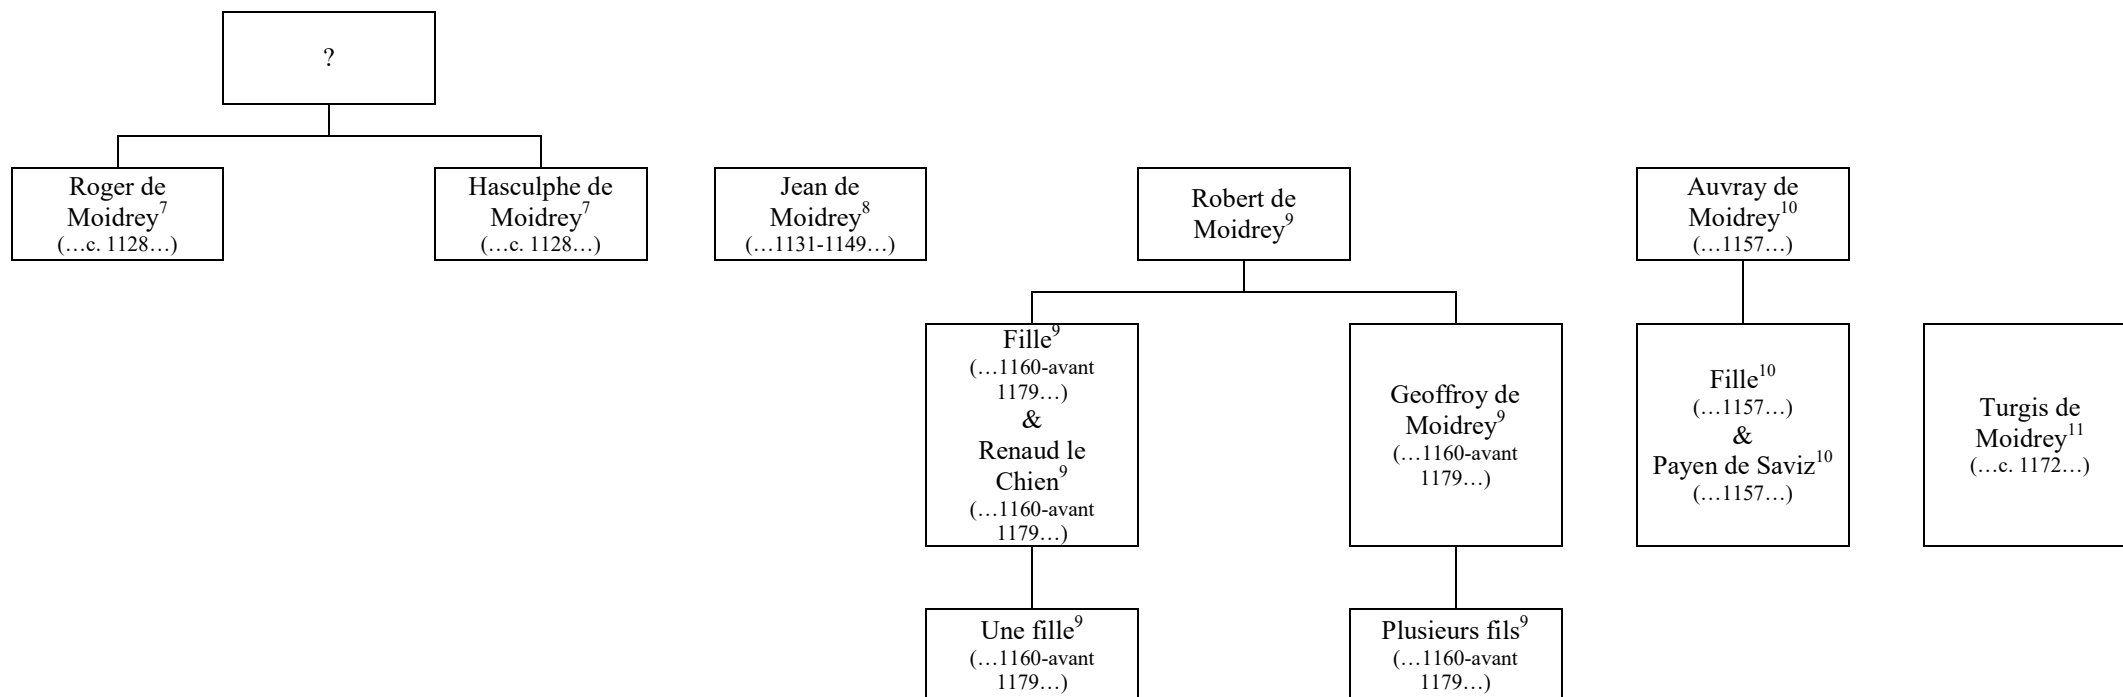 ?
Roger de
Moidrey⁷
(…c. 1128…)
Hasculphe de
Moidrey⁷
(…c. 1128…)
Jean de
Moidrey⁸
(…1131-1149…)
Robert de
Moidrey⁹
Auvray de
Moidrey¹⁰
(…1157…)
Fille⁹
(…1160-avant
1179…)
&
Renaud le
Chien⁹
(…1160-avant
1179…)
Geoffroy de
Moidrey⁹
(…1160-avant
1179…)
Fille¹⁰
(…1157…)
&
Payen de Saviz¹⁰
(…1157…)
Turgis de
Moidrey¹¹
(…c. 1172…)
Une fille⁹
(…1160-avant
1179…)
Plusieurs fils⁹
(…1160-avant
1179…)